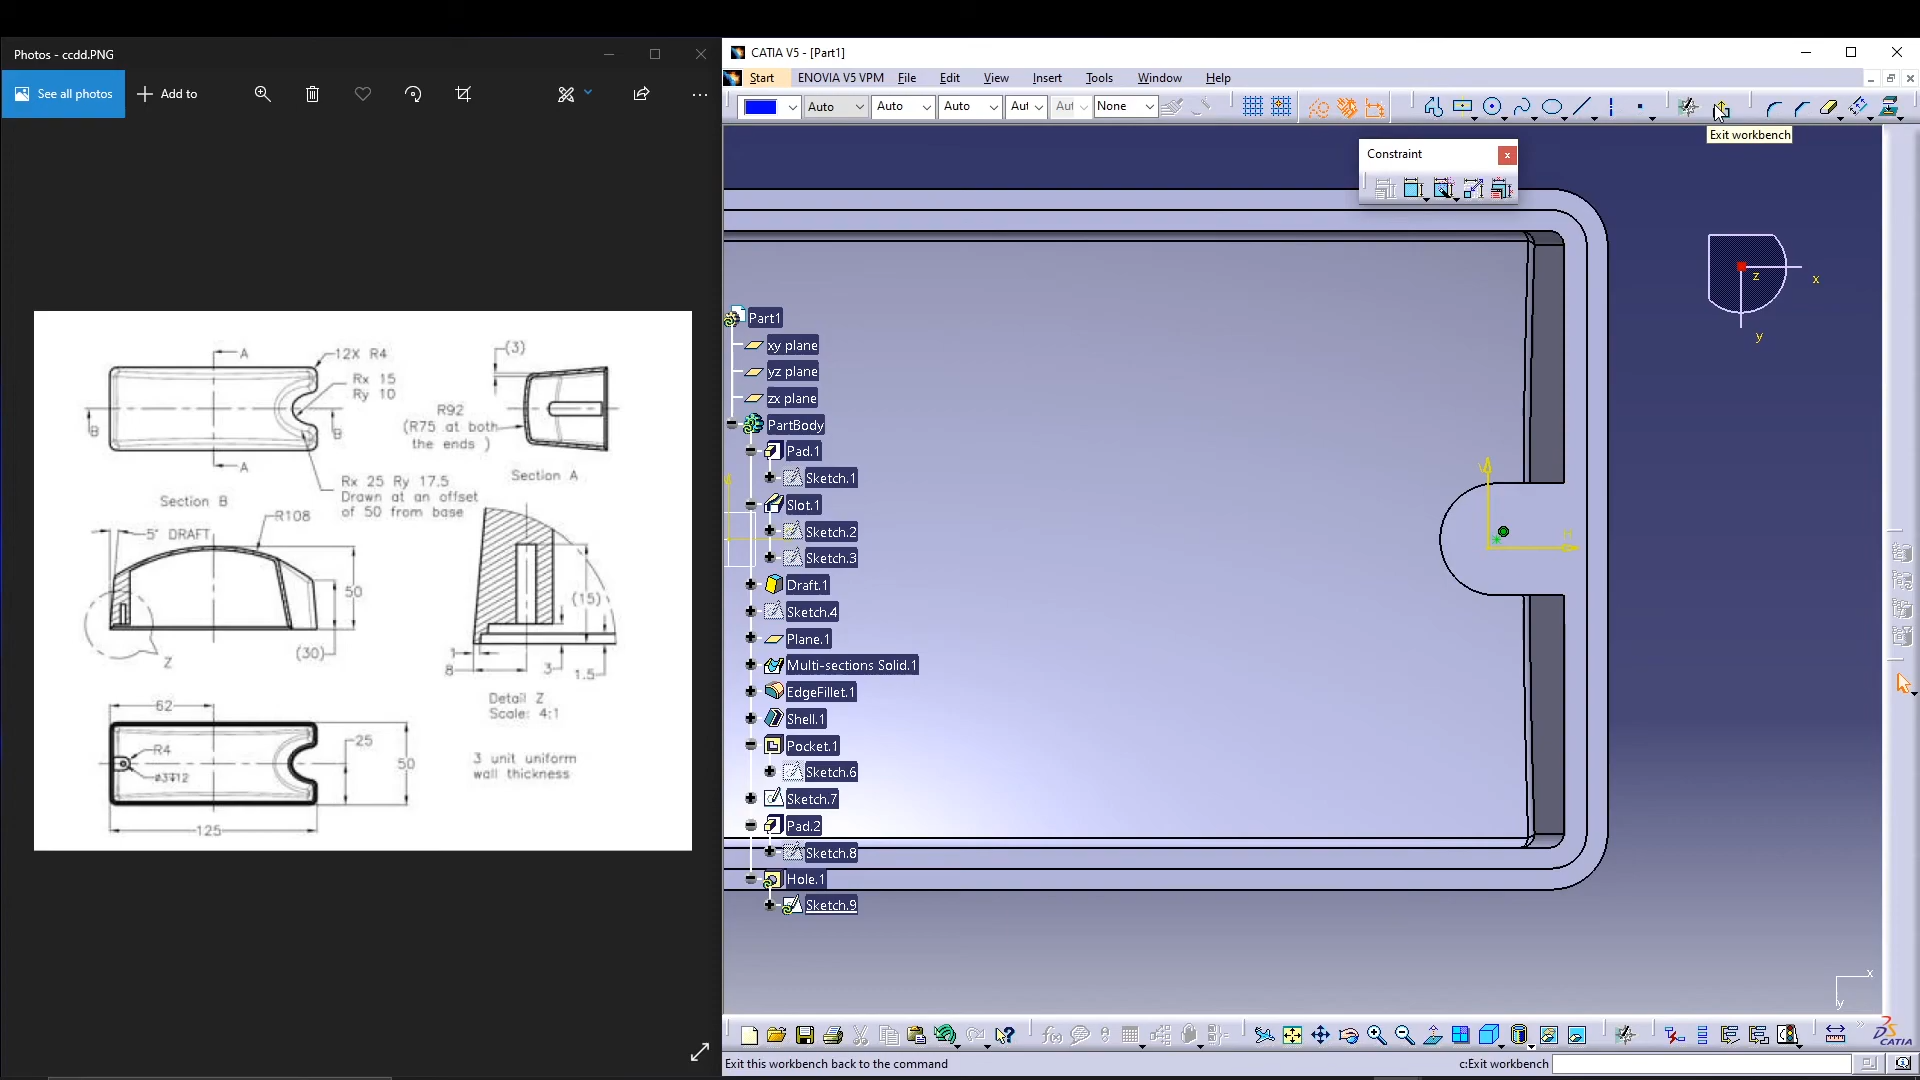 Photos - ccdd.PNG
See all photos
Add to
A
12X R4
Rx 15
Ry 10
B
B
A
Section B
Rx 25 Ry 17.5
Drawn at an offset
of 50 from base
(3)
R92
(R75 at both
the ends )
Section A
5° DRAFT
R108
50
(30)
Z
(15)
1
8
3
1.5
Detail Z
Scale: 4:1
62
R4
25
50
125
3 unit uniform
wall thickness
CATIA V5 - [Part1]
Start ENOVIA V5 VPM File Edit View Insert Tools Window Help
Auto Auto Auto Aut Aut None
Exit workbench
Constraint
x
z
x
y
V
H
Part1
xy plane
yz plane
zx plane
PartBody
Pad.1
Sketch.1
Slot.1
Sketch.2
Sketch.3
Draft.1
Sketch.4
Plane.1
Multi-sections Solid.1
EdgeFillet.1
Shell.1
Pocket.1
Sketch.6
Sketch.7
Pad.2
Sketch.8
Hole.1
Sketch.9
x
y
CATIA
Exit this workbench back to the command
c:Exit workbench